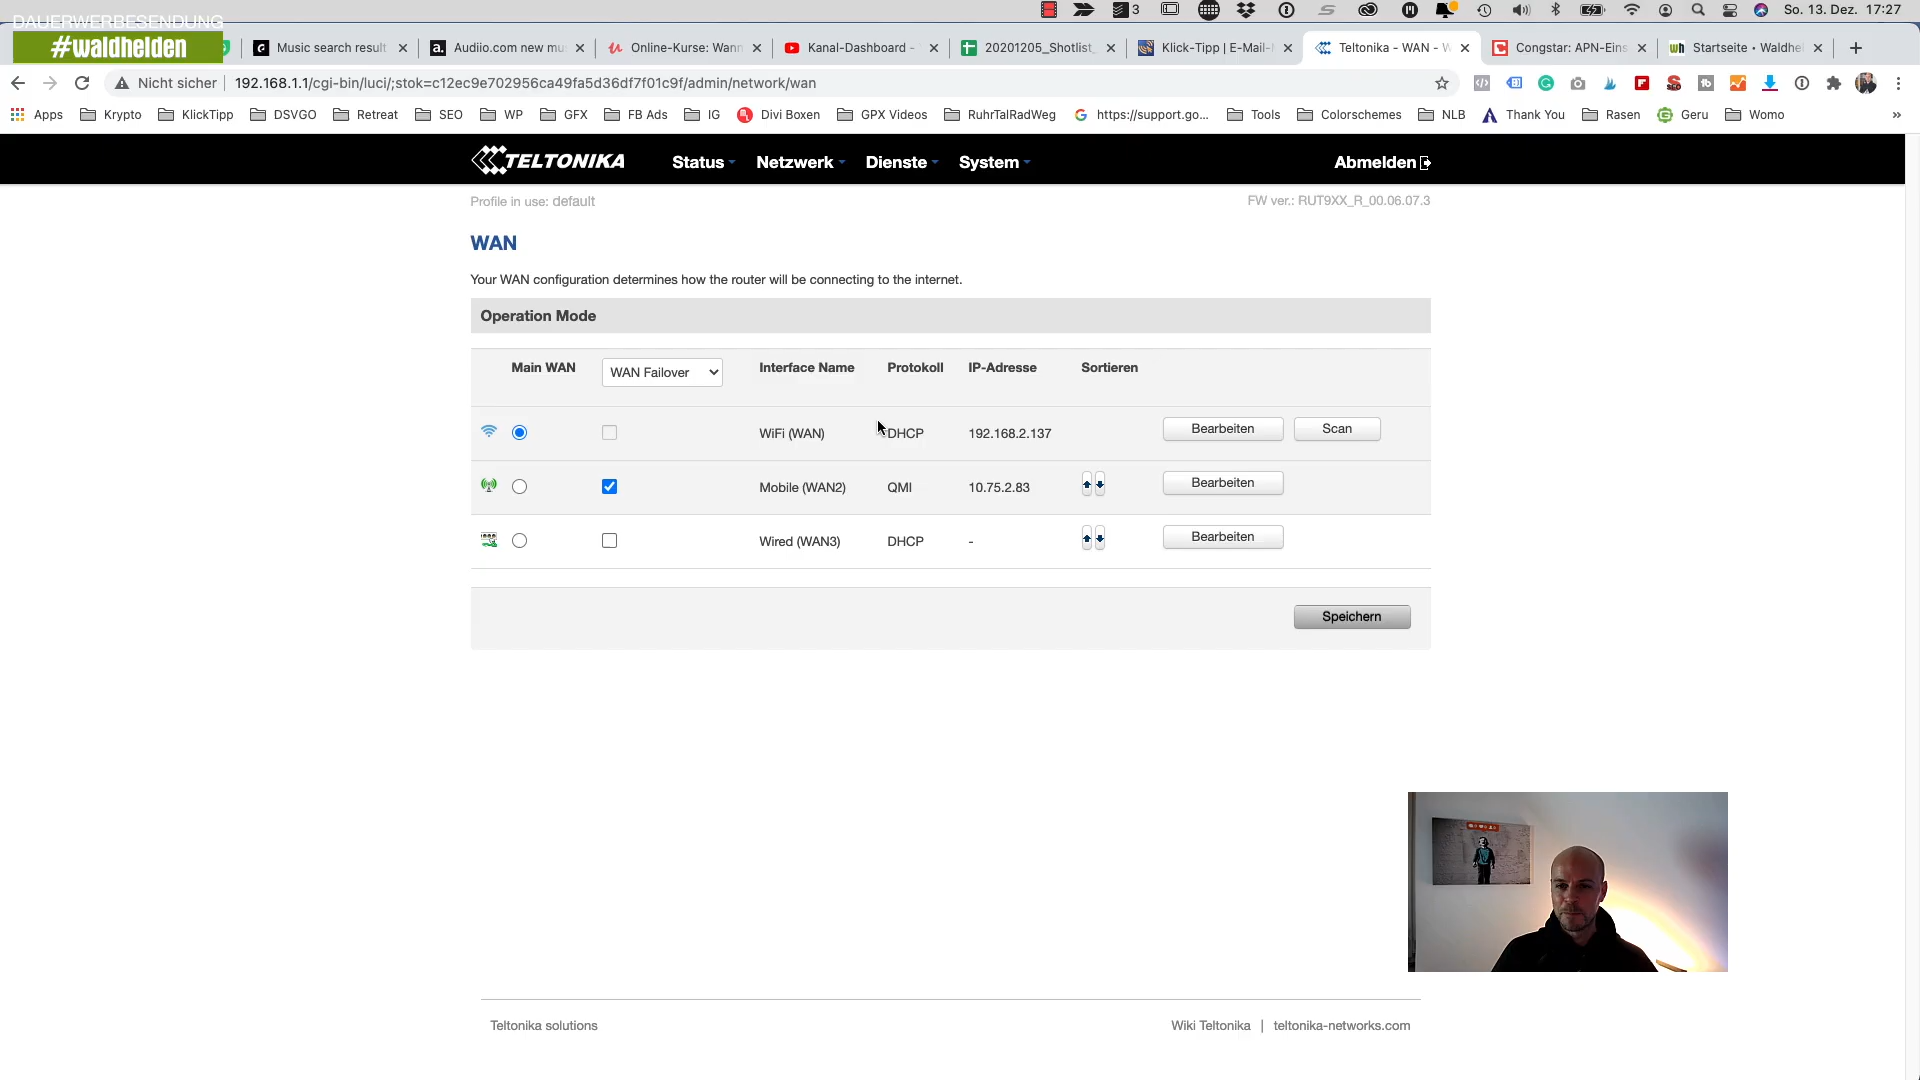 3
So. 13. Dez. 17:27
DAUERWERBESENDUNG
#waldhelden
Music search result
Audiio.com new mu
Online-Kurse: Wann
Kanal-Dashboard -
20201205_Shotlist_
Klick-Tipp | E-Mail-
Teltonika - WAN - W
Congstar: APN-Eins
Startseite • Waldhel
Nicht sicher
192.168.1.1/cgi-bin/luci/;stok=c12ec9e702956ca49fa5d36df7f01c9f/admin/network/wan
Apps
Krypto
KlickTipp
DSVGO
Retreat
SEO
WP
GFX
FB Ads
IG
Divi Boxen
GPX Videos
RuhrTalRadWeg
https://support.go...
Tools
Colorschemes
NLB
Thank You
Rasen
Geru
Womo
»
TELTONIKA
Status
Netzwerk
Dienste
System
Abmelden
Profile in use: default
FW ver.: RUT9XX_R_00.06.07.3
WAN
Your WAN configuration determines how the router will be connecting to the internet.
Operation Mode
Main WAN
WAN Failover
Interface Name
Protokoll
IP-Adresse
Sortieren
WiFi (WAN)
DHCP
192.168.2.137
Bearbeiten
Scan
Mobile (WAN2)
QMI
10.75.2.83
Bearbeiten
Wired (WAN3)
DHCP
-
Bearbeiten
Speichern
Teltonika solutions
Wiki Teltonika | teltonika-networks.com